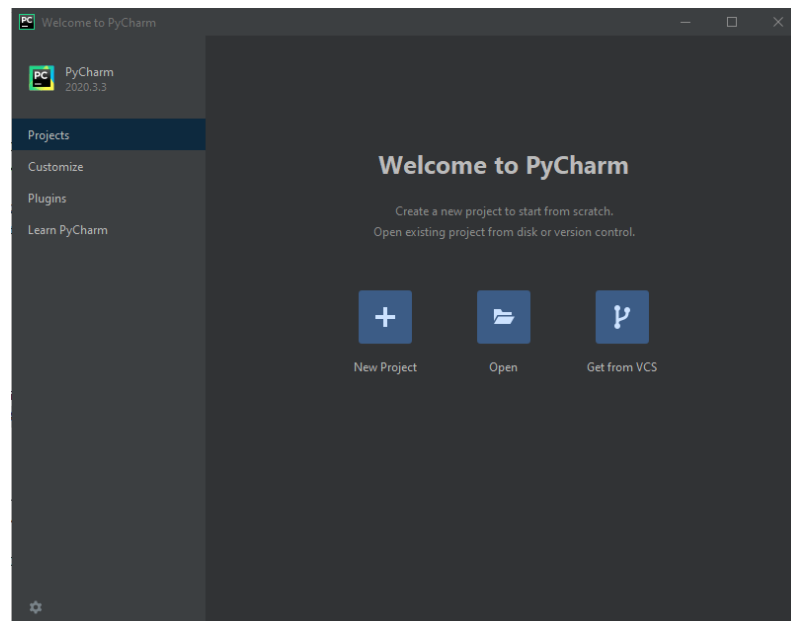 Welcome to PyCharm
PC
PyCharm
2020.3.3
Projects
Customize
Plugins
Learn PyCharm
Welcome to PyCharm
Create a new project to start from scratch.
Open existing project from disk or version control.
New Project
Open
Get from VCS